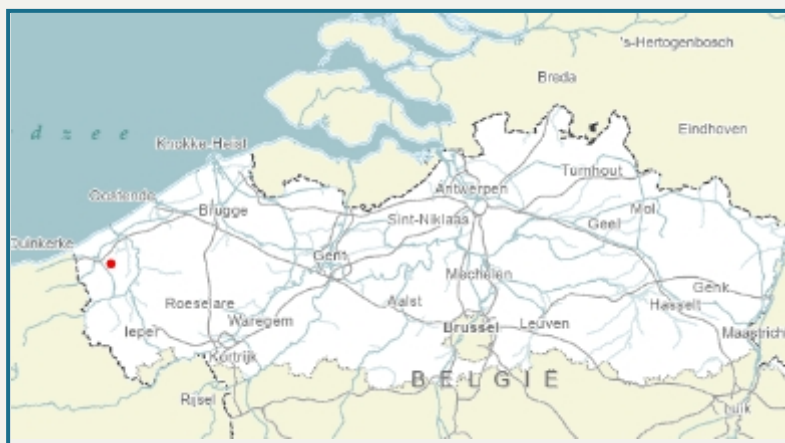 's-Hertogenbosch
Breda
d z e e
Eindhoven
Knokke-Heist
Turnhout
Oostende
Antwerpen
Brugge
Mol
Sint-Niklaas
Geel
Duinkerke
Gent
Mechelen
Genk
Roeselare
Aalst
Hasselt
Ieper
Waregem
Brussel
Leuven
Maastrich
Kortrijk
BELGIË
Rijsel
Luik